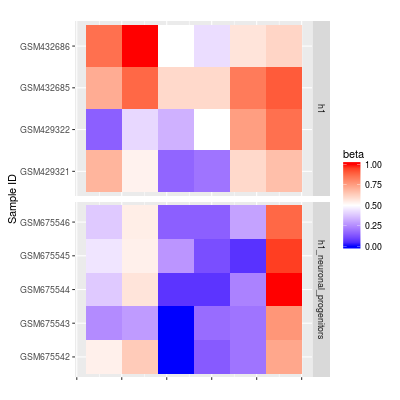 GSM432686
GSM432685
GSM429322
GSM429321
h1
GSM675546
GSM675545
GSM675544
GSM675543
GSM675542
h1_neuronal_progenitors
Sample ID
beta
1.00
0.75
0.50
0.25
0.00